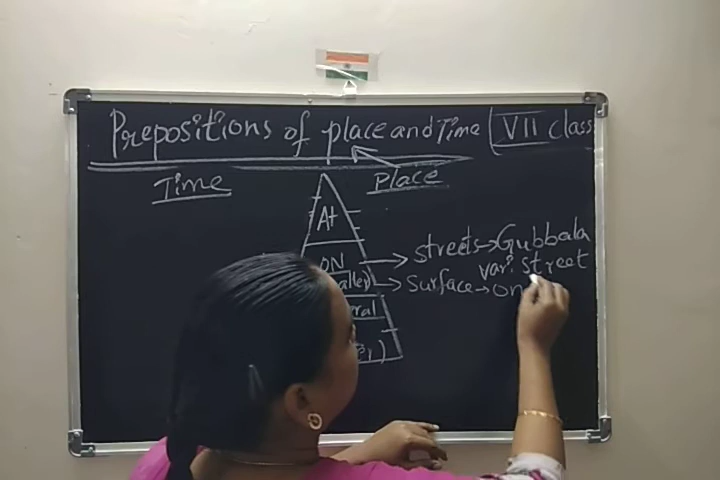 Prepositions of place and Time VII class
Time
Place
At
ON
streets → Gubbala
vari street
Surface → on